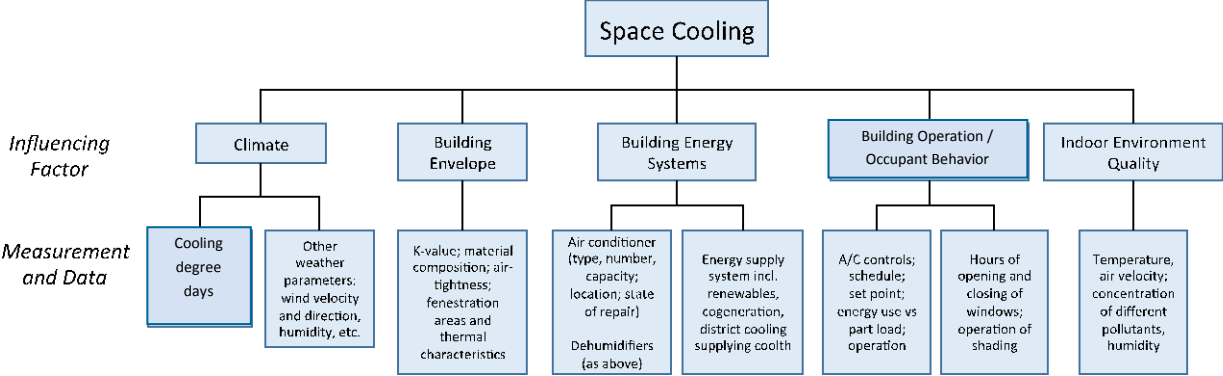 Space Cooling
Influencing
Factor
Climate
Building
Envelope
Building Energy
Systems
Building Operation /
Occupant Behavior
Indoor Environment
Quality
Measurement
and Data
Cooling
degree
days
Other
weather
parameters:
wind velocity
and direction,
humidity, etc.
K-value; material
composition; air-
tightness;
fenestration
areas and
thermal
characteristics
Air conditioner
(type, number,
capacity;
location; state
of repair)
Dehumidifiers
(as above)
Energy supply
system incl.
renewables,
cogeneration,
district cooling
supplying coolth
A/C controls;
schedule;
set point;
energy use vs
part load;
operation
Hours of
opening and
closing of
windows;
operation of
shading
Temperature,
air velocity;
concentration
of different
pollutants,
humidity